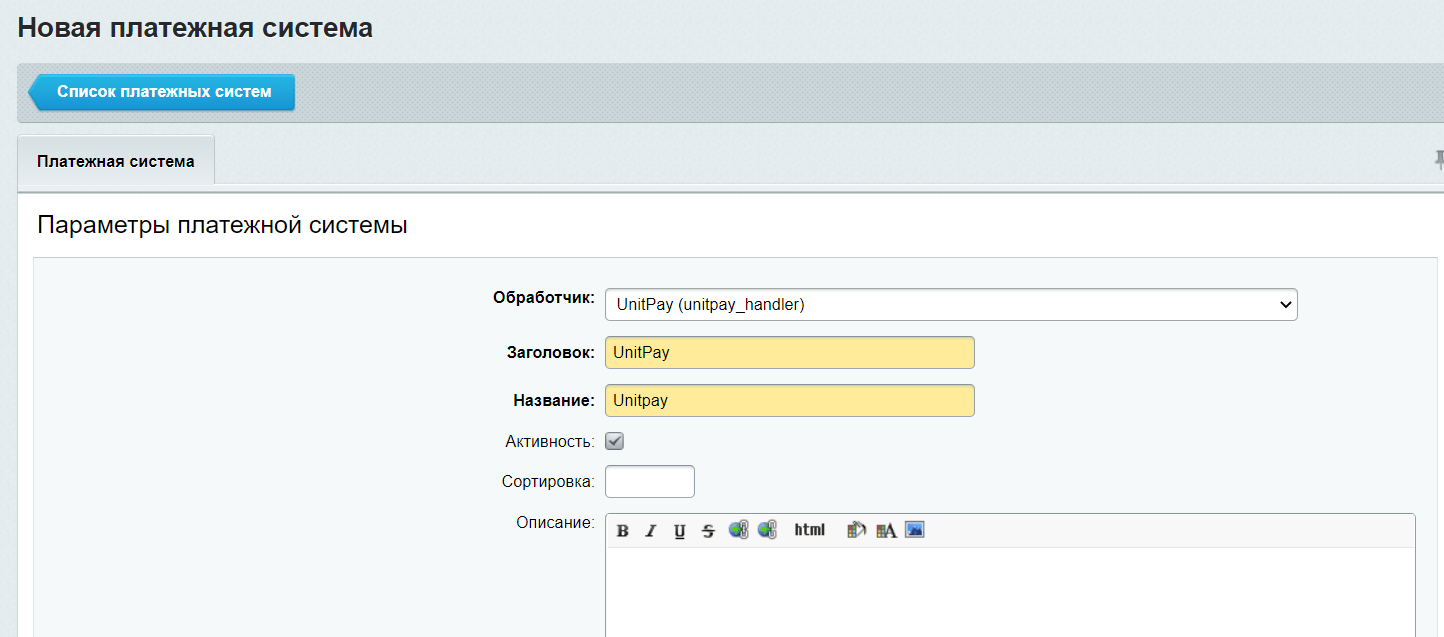 Новая платежная система
Список платежных систем
Платежная система
Параметры платежной системы
Обработчик: UnitPay (unitpay_handler)
Заголовок: UnitPay
Название: Unitpay
Активность:
Сортировка:
Описание: B I U S html A